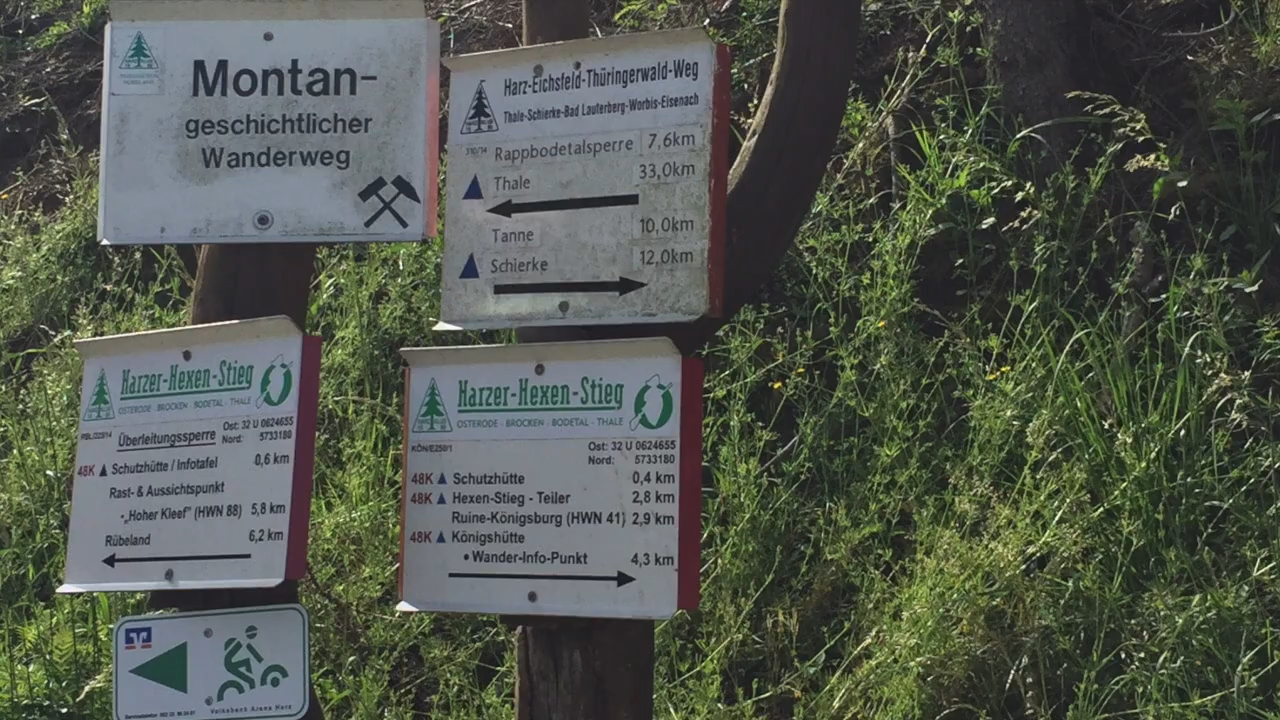 Montan-
geschichtlicher
Wanderweg
Harz-Eichsfeld-Thüringerwald-Weg
Thale-Schierke-Bad Lauterberg-Worbis-Eisenach
Rappbodetalsperre 7,6km
Thale 33,0km
Tanne 10,0km
Schierke 12,0km
Harzer-Hexen-Stieg
OSTERODE - BROCKEN - BODETAL - THALE
Überleitungssperre
Ost: 32 U 0624655
Nord: 5733180
48K Schutzhütte / Infotafel 0,6 km
Rast- & Aussichtspunkt
-„Hoher Kleef" (HWN 88) 5,8 km
Rübeland 6,2 km
Harzer-Hexen-Stieg
OSTERODE - BROCKEN - BODETAL - THALE
Ost: 32 U 0624655
Nord: 5733180
48K Schutzhütte 0,4 km
48K Hexen-Stieg - Teiler 2,8 km
Ruine-Königsburg (HWN 41) 2,9 km
48K Königshütte
• Wander-Info-Punkt 4,3 km
Volksbank Arena Harz